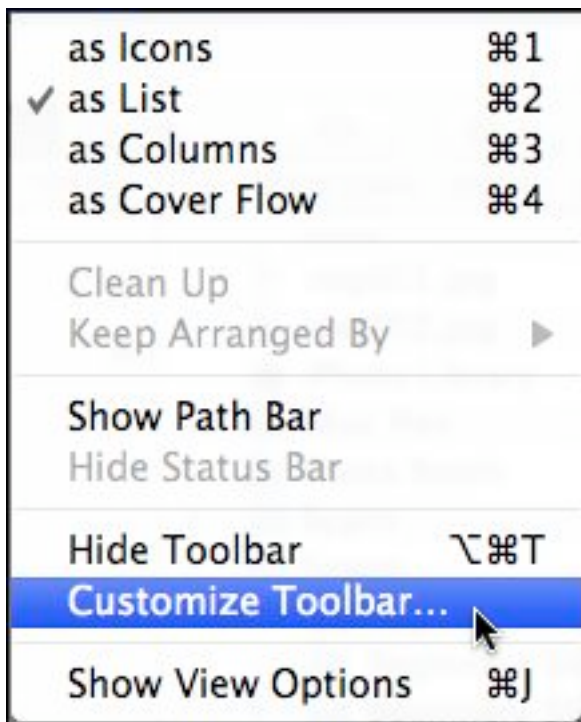 as Icons ⌘1
✓ as List ⌘2
as Columns ⌘3
as Cover Flow ⌘4
Clean Up
Keep Arranged By ▶
Show Path Bar
Hide Status Bar
Hide Toolbar ⌥⌘T
Customize Toolbar...
Show View Options ⌘J